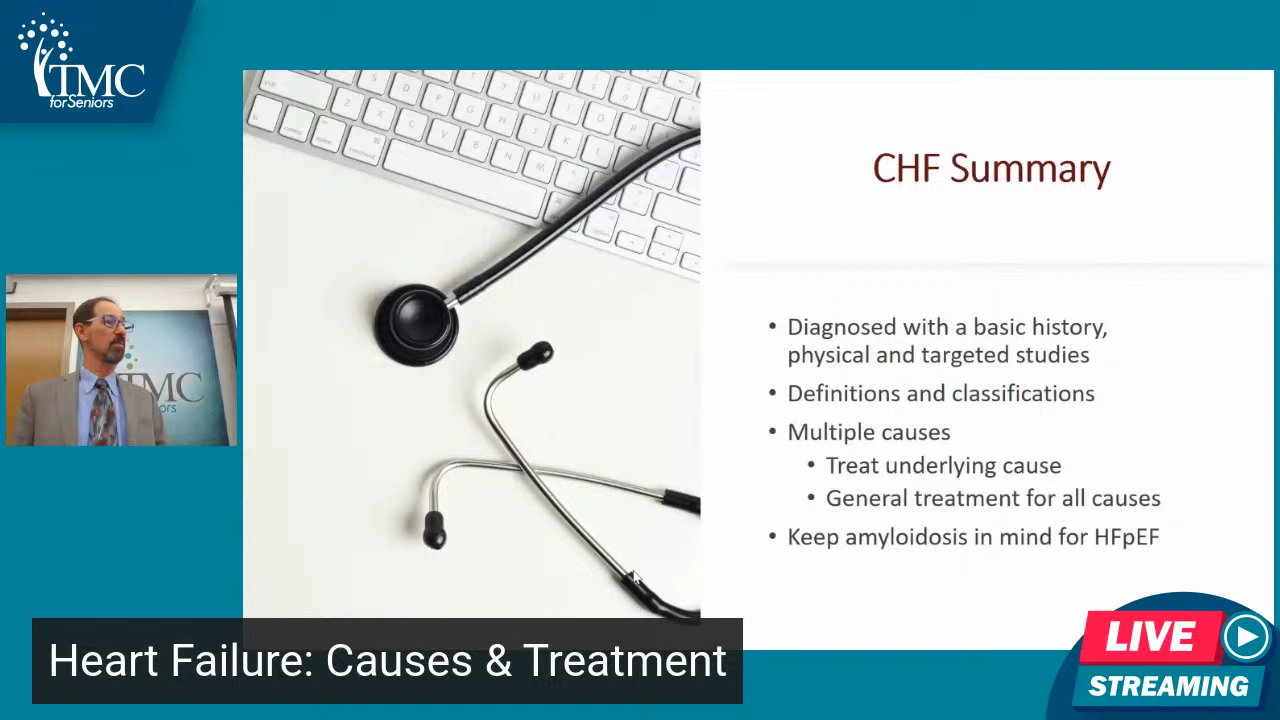 TMC
for Seniors
CHF Summary
• Diagnosed with a basic history,
physical and targeted studies
• Definitions and classifications
• Multiple causes
• Treat underlying cause
• General treatment for all causes
• Keep amyloidosis in mind for HFpEF
TMC
Heart Failure: Causes & Treatment
LIVE
STREAMING